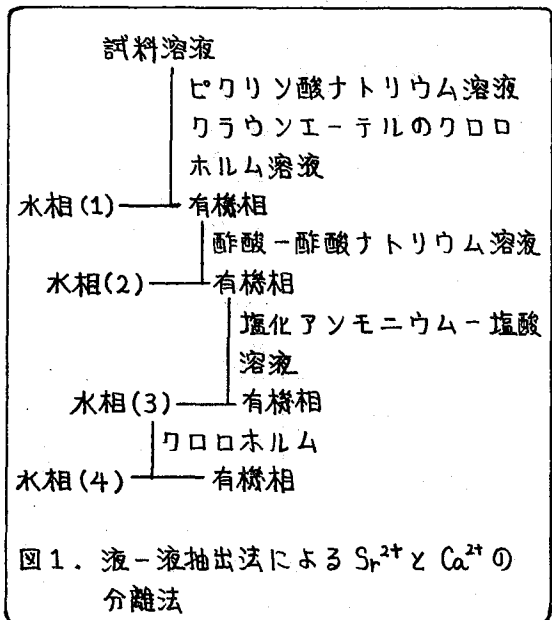 試料溶液
ピクリン酸ナトリウム溶液
クラウンエーテルのクロロ
ホルム溶液
水相(1) 有機相
酢酸-酢酸ナトリウム溶液
水相(2) 有機相
塩化アンモニウム-塩酸
溶液
水相(3) 有機相
クロロホルム
水相(4) 有機相
図1. 液-液抽出法による Sr²⁺ と Ca²⁺ の
分離法